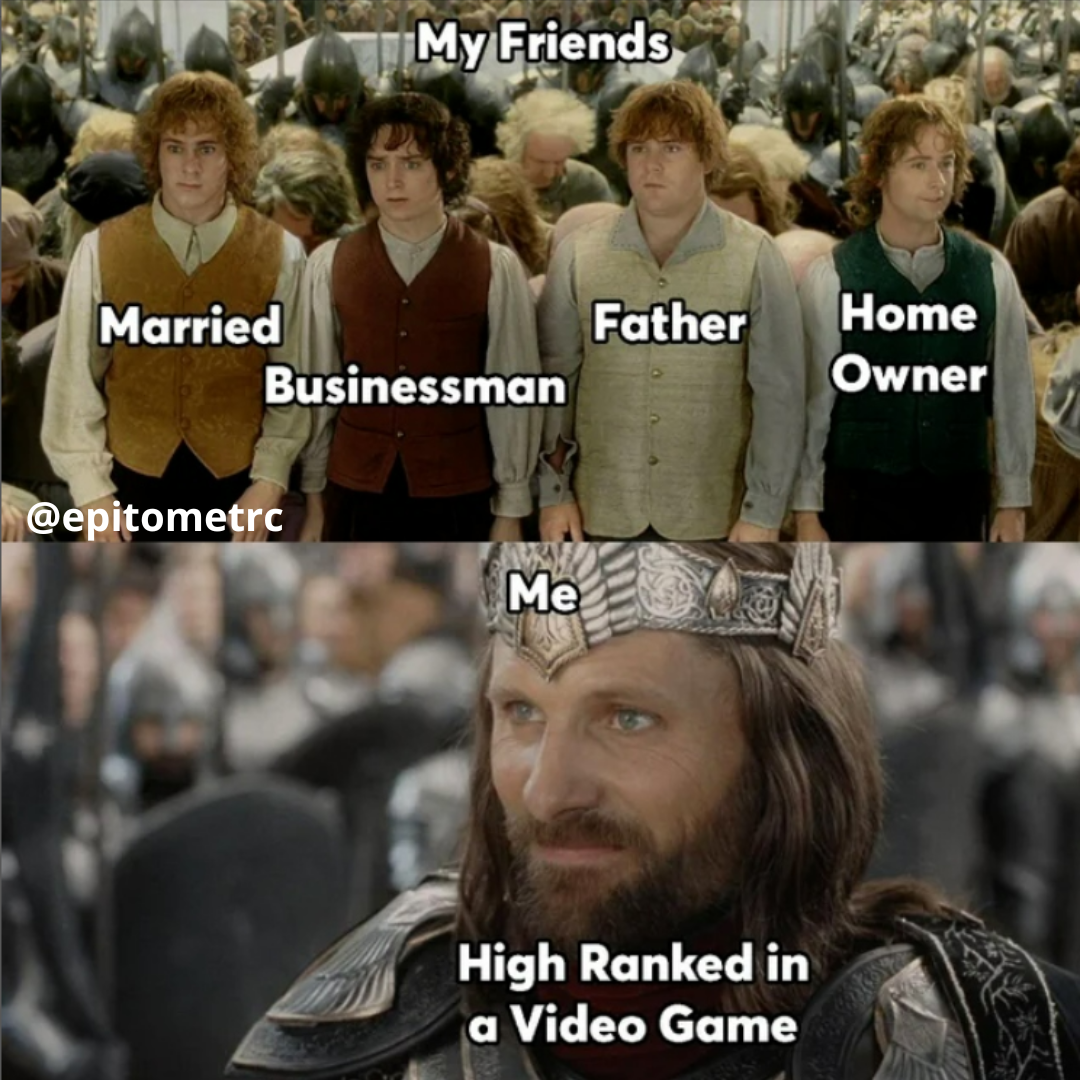 My Friends
Married
Businessman
Father
Home
Owner
@epitometrc
Me
High Ranked in
a Video Game